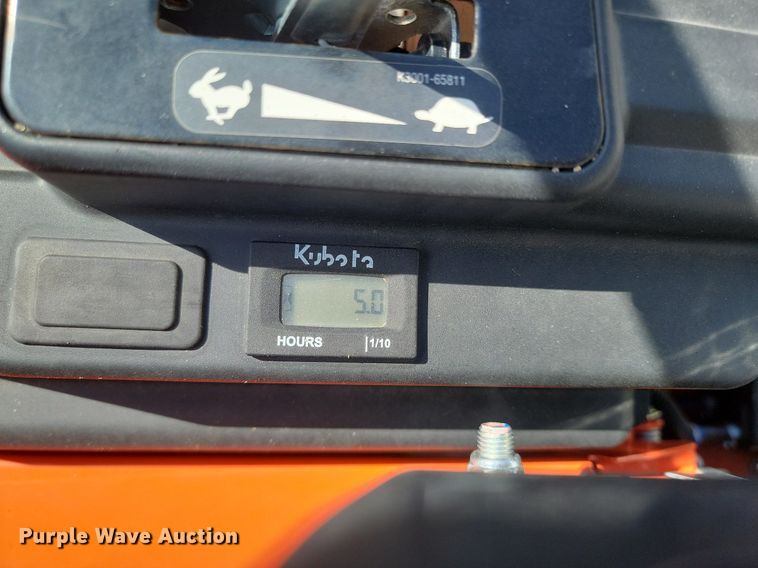 K3001-65811
Kubota
5.0
HOURS 1/10
Purple Wave Auction